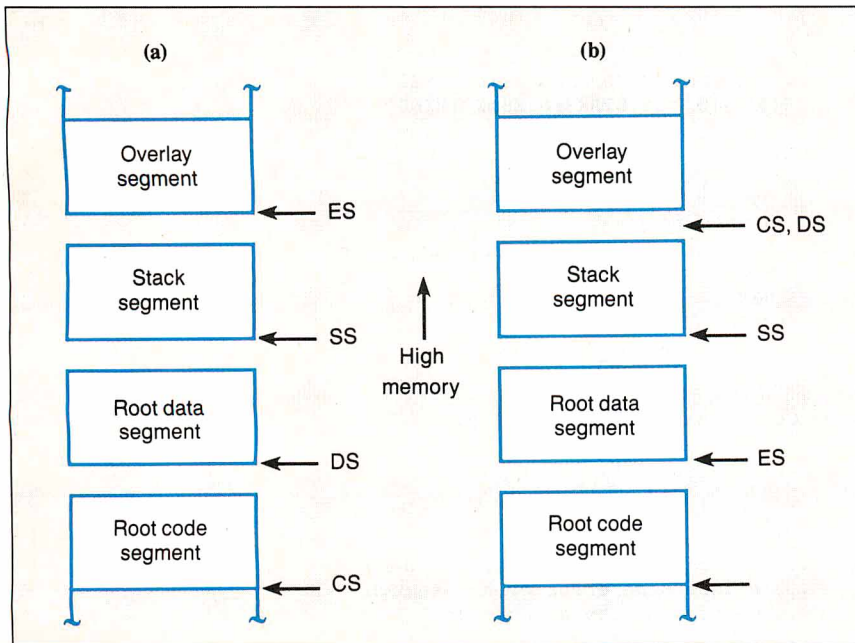 (a)
Overlay
segment
ES
Stack
segment
SS
Root data
segment
DS
Root code
segment
CS
High
memory
(b)
Overlay
segment
CS, DS
Stack
segment
SS
Root data
segment
ES
Root code
segment